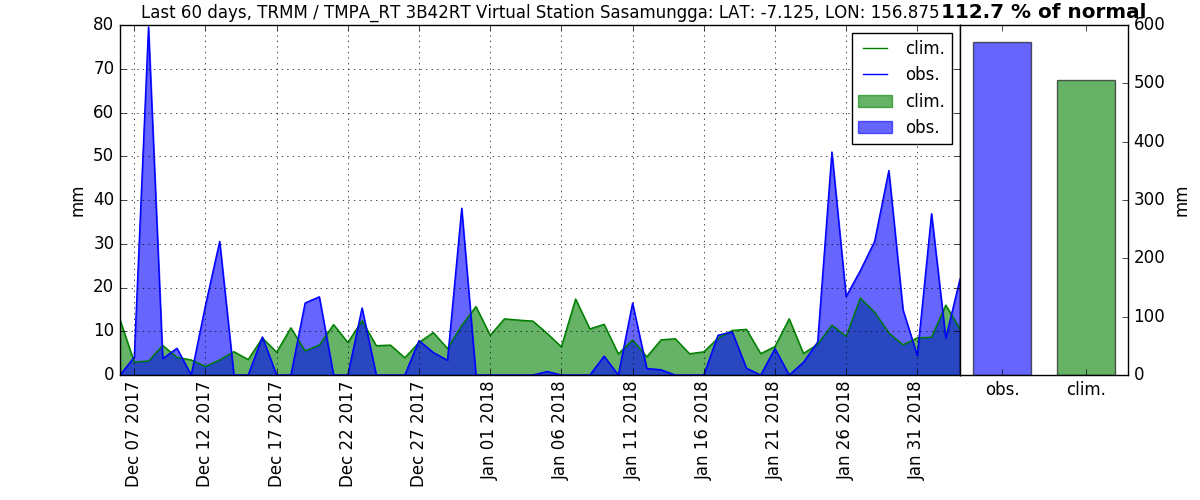 Last 60 days, TRMM / TMPA_RT 3B42RT Virtual Station Sasamungga: LAT: -7.125, LON: 156.875
112.7 % of normal
80
70
60
50
40
30
20
10
0
mm
clim.
obs.
clim.
obs.
Dec 07 2017
Dec 12 2017
Dec 17 2017
Dec 22 2017
Dec 27 2017
Jan 01 2018
Jan 06 2018
Jan 11 2018
Jan 16 2018
Jan 21 2018
Jan 26 2018
Jan 31 2018
600
500
400
300
200
100
0
mm
obs.
clim.